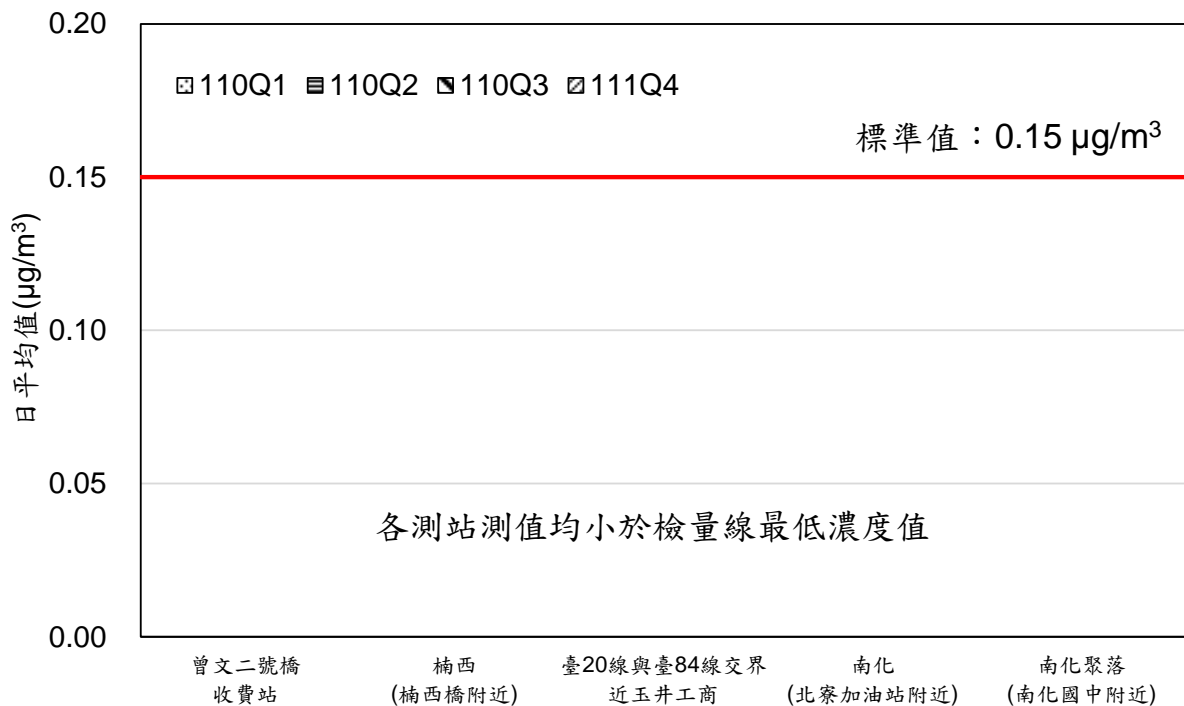 0.20
110Q1 110Q2 110Q3 111Q4
標準值：0.15 μg/m³
0.15
日平均值(μg/m³)
0.10
0.05
各測站測值均小於檢量線最低濃度值
0.00
曾文二號橋
收費站
楠西
(楠西橋附近)
臺20線與臺84線交界
近玉井工商
南化
(北寮加油站附近)
南化聚落
(南化國中附近)